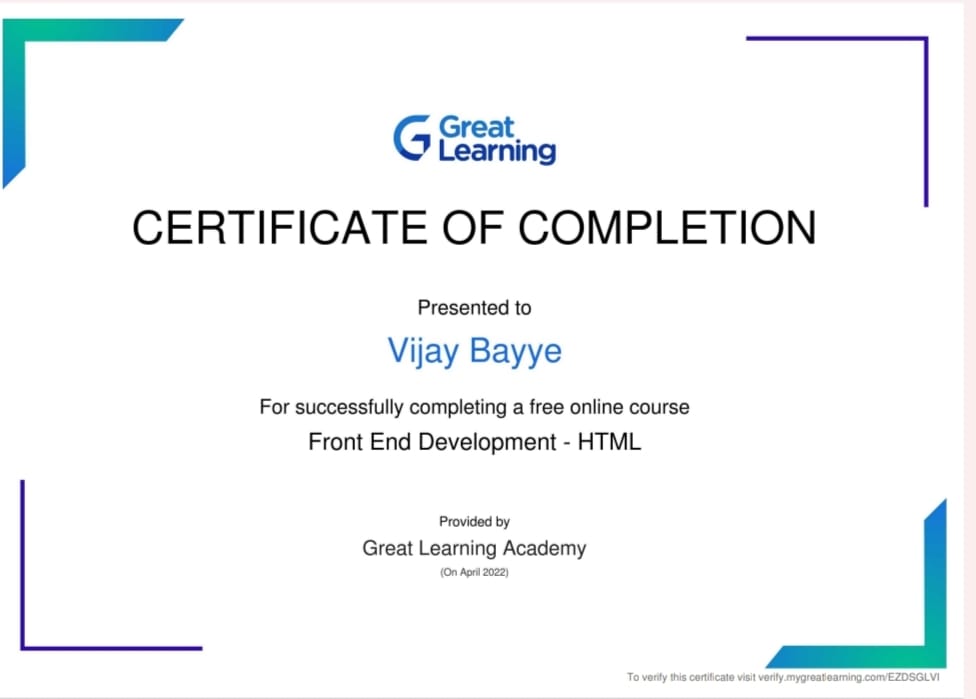 Great
Learning
CERTIFICATE OF COMPLETION
Presented to
Vijay Bayye
For successfully completing a free online course
Front End Development - HTML
Provided by
Great Learning Academy
(On April 2022)
To verify this certificate visit verify.mygreatlearning.com/EZDSGLVI